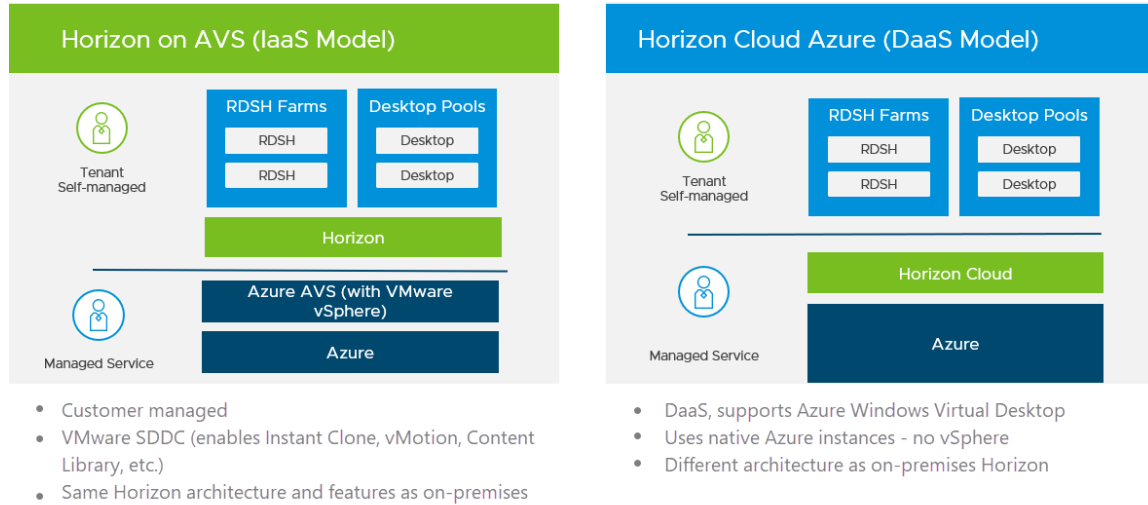 Horizon on AVS (IaaS Model)
Tenant
Self-managed
RDSH Farms
RDSH
RDSH
Desktop Pools
Desktop
Desktop
Horizon
Managed Service
Azure AVS (with VMware
vSphere)
Azure
• Customer managed
• VMware SDDC (enables Instant Clone, vMotion, Content
Library, etc.)
• Same Horizon architecture and features as on-premises
Horizon Cloud Azure (DaaS Model)
Tenant
Self-managed
RDSH Farms
RDSH
RDSH
Desktop Pools
Desktop
Desktop
Horizon Cloud
Managed Service
Azure
• DaaS, supports Azure Windows Virtual Desktop
• Uses native Azure instances - no vSphere
• Different architecture as on-premises Horizon